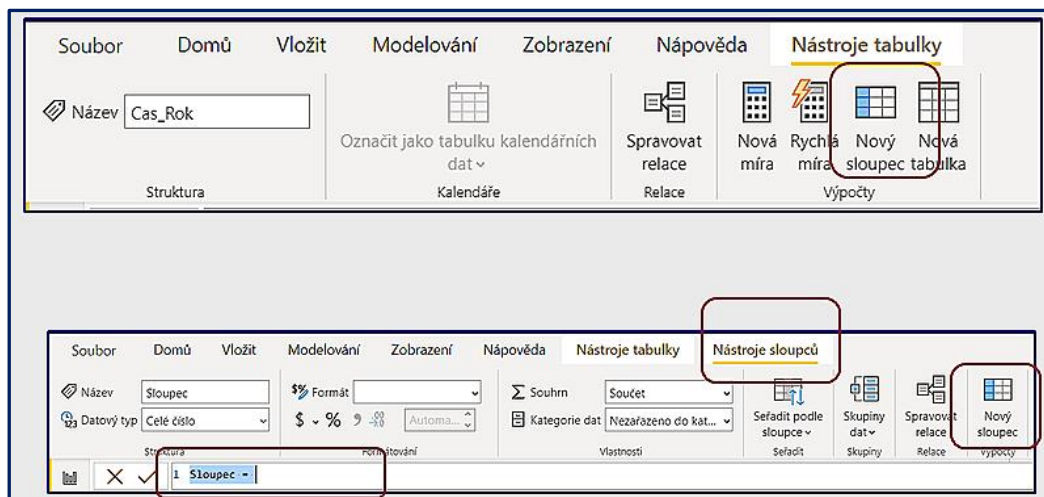 Soubor Domů Vložit Modelování Zobrazení Nápověda Nástroje tabulky
Název Cas_Rok
Označit jako tabulku kalendářních
dat
Spravovat
relace
Nová
míra
Rychlá
míra
Nový
sloupec
Nová
tabulka
Struktura Kalendáře Relace Výpočty
Soubor Domů Vložit Modelování Zobrazení Nápověda Nástroje tabulky Nástroje sloupců
Název Sloupec $% Formát Σ Souhrn Součet
Datový typ Celé číslo $ % 9 .00 Automa... Kategorie dat Nezařazeno do kat...
Seřadit podle
sloupce
Skupiny
dat
Spravovat
relace
Nový
sloupec
Struktura Formátování Vlastnosti Seřadit Skupiny Relace Výpočty
1 Sloupec =